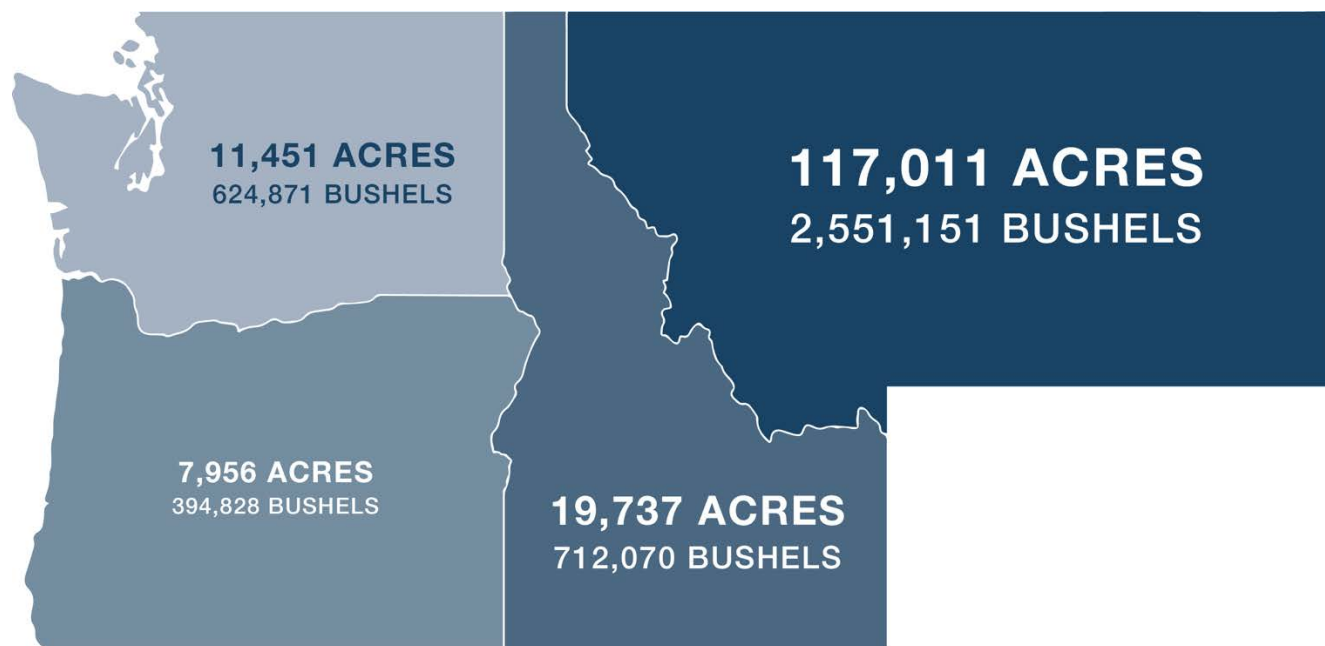 11,451 ACRES
624,871 BUSHELS
117,011 ACRES
2,551,151 BUSHELS
7,956 ACRES
394,828 BUSHELS
19,737 ACRES
712,070 BUSHELS